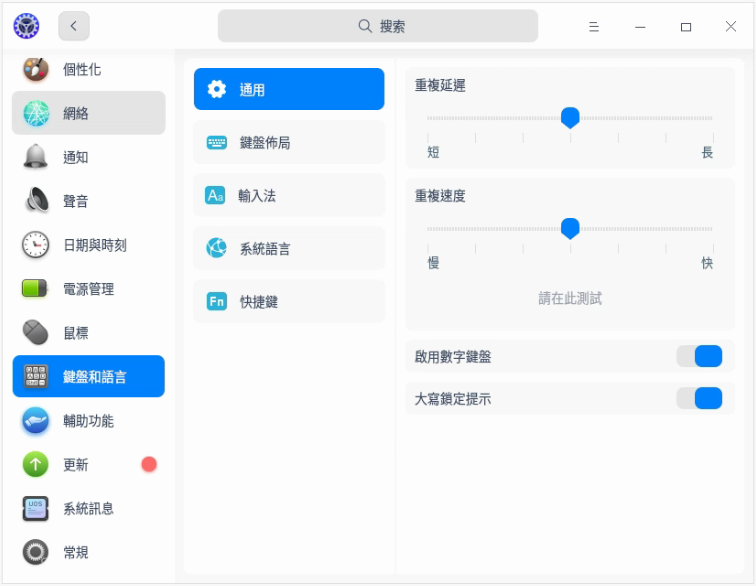 搜索
個性化
網絡
通知
聲音
日期與時刻
電源管理
鼠標
鍵盤和語言
輔助功能
更新
UOS
系統訊息
常規
通用
鍵盤佈局
Aa
輸入法
系統語言
Fn
快捷鍵
重複延遲
短
長
重複速度
慢
快
請在此測試
啟用數字鍵盤
大寫鎖定提示